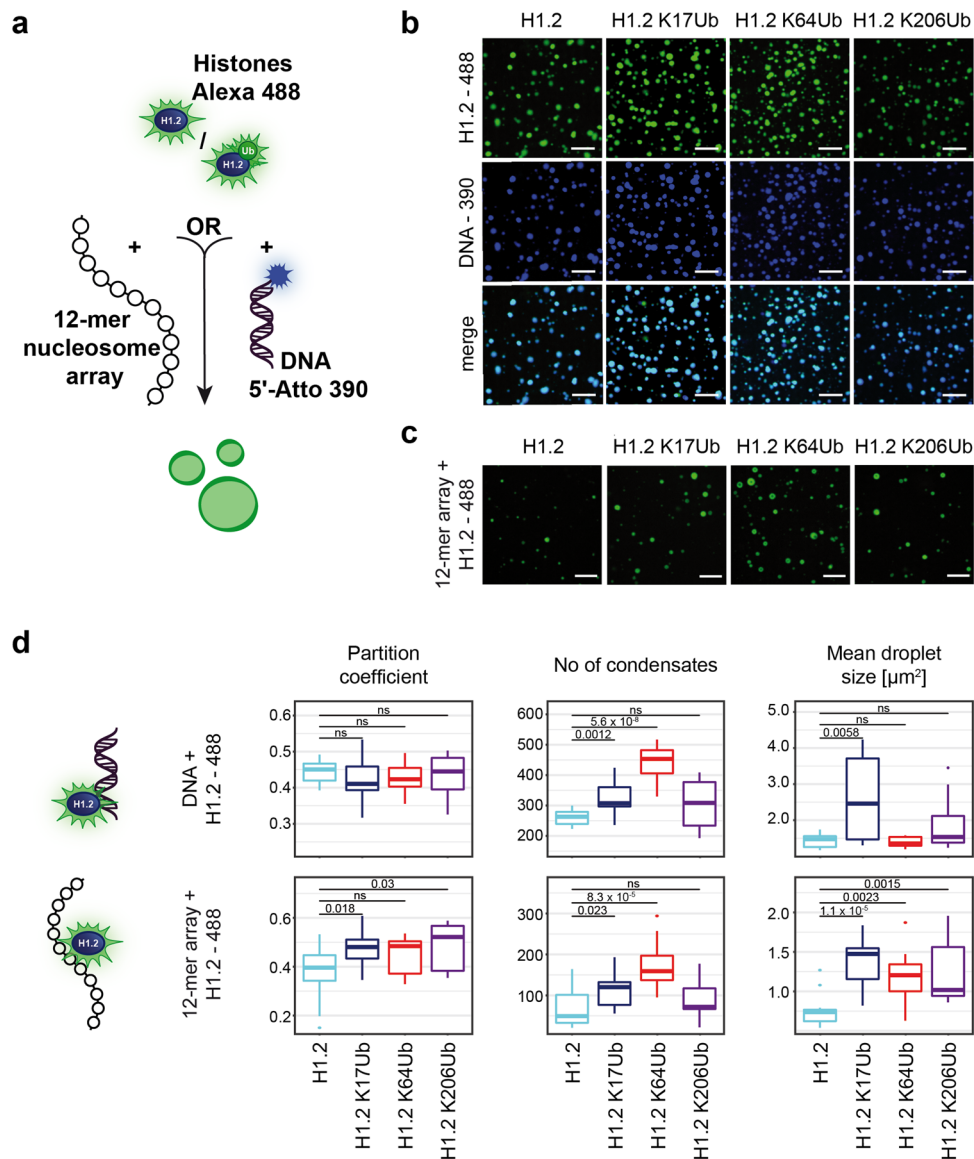 a
Histones
Alexa 488
H1.2
/
Ub
H1.2
OR
+
+
12-mer
nucleosome
array
DNA
5'-Atto 390
b
H1.2
H1.2 K17Ub
H1.2 K64Ub
H1.2 K206Ub
H1.2 - 488
DNA - 390
merge
c
H1.2
H1.2 K17Ub
H1.2 K64Ub
H1.2 K206Ub
12-mer array +
H1.2 - 488
d
Partition
coefficient
No of condensates
Mean droplet
size [µm²]
H1.2
DNA +
H1.2 - 488
0.6
0.5
0.4
0.3
ns
ns
ns
600
500
400
300
200
ns
5.6 x 10⁻⁸
0.0012
5.0
4.0
3.0
2.0
ns
ns
0.0058
H1.2
12-mer array +
H1.2 - 488
0.6
0.4
0.2
0.03
ns
0.018
300
200
100
ns
8.3 x 10⁻⁵
0.023
2.0
1.5
1.0
0.0015
0.0023
1.1 x 10⁻⁵
H1.2
H1.2 K17Ub
H1.2 K64Ub
H1.2 K206Ub
H1.2
H1.2 K17Ub
H1.2 K64Ub
H1.2 K206Ub
H1.2
H1.2 K17Ub
H1.2 K64Ub
H1.2 K206Ub